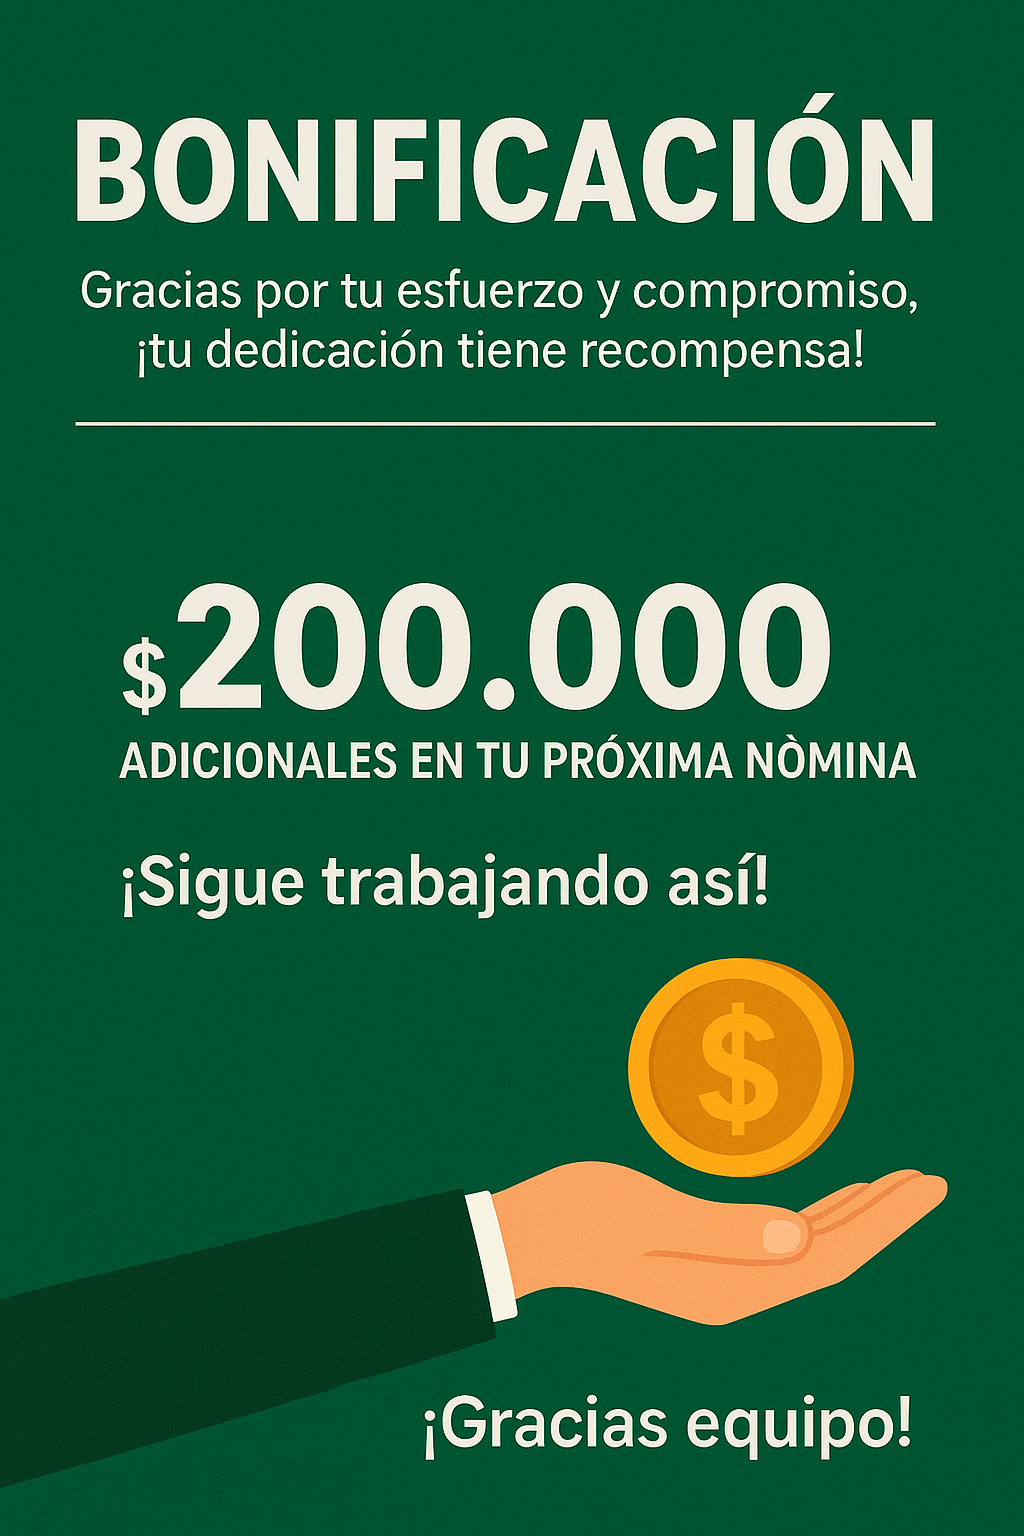 BONIFICACIÓN
Gracias por tu esfuerzo y compromiso,
¡tu dedicación tiene recompensa!
$200.000
ADICIONALES EN TU PRÓXIMA NÒMINA
¡Sigue trabajando así!
$
¡Gracias equipo!